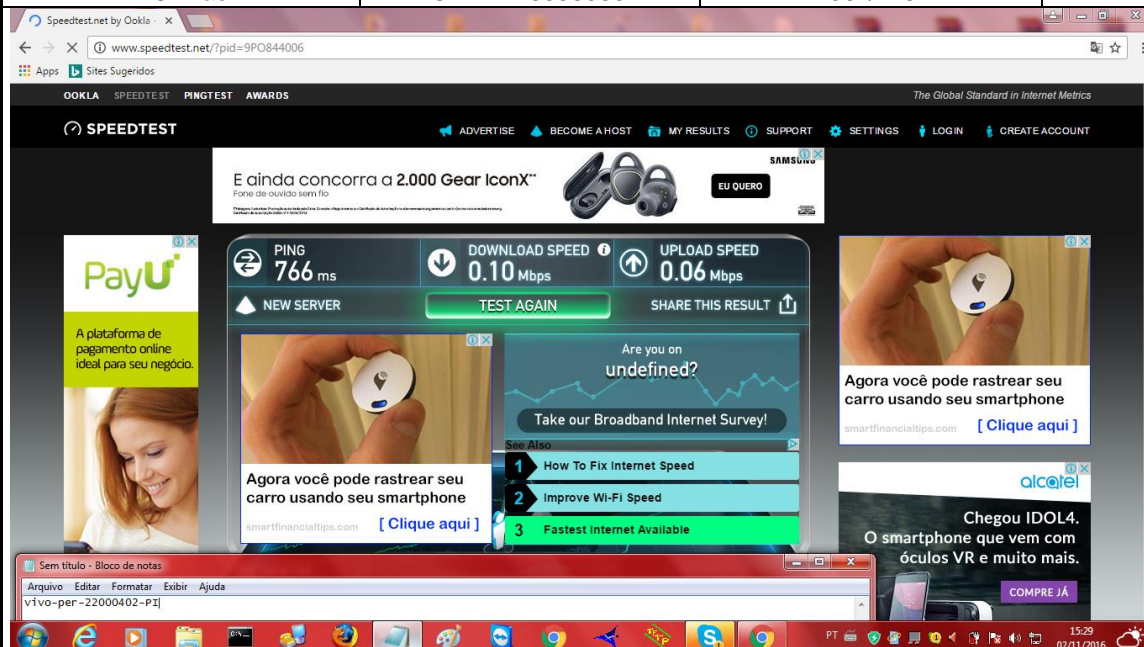 Speedtest.net by Ookla -
www.speedtest.net/?pid=9PO844006
Apps Sites Sugeridos
OOKLA SPEEDTEST PINGTEST AWARDS The Global Standard in Internet Metrics
SPEEDTEST ADVERTISE BECOME A HOST MY RESULTS SUPPORT SETTINGS LOGIN CREATE ACCOUNT
E ainda concorra a 2.000 Gear IconX**
Fone de ouvido sem fio
SAMSUNG
EU QUERO
PayU
A plataforma de
pagamento online
ideal para seu negócio.
PING
766 ms
DOWNLOAD SPEED
0.10 Mbps
UPLOAD SPEED
0.06 Mbps
NEW SERVER TEST AGAIN SHARE THIS RESULT
Agora você pode rastrear seu
carro usando seu smartphone
smartfinancialtips.com [ Clique aqui ]
Are you on
undefined?
Take our Broadband Internet Survey!
See Also
1 How To Fix Internet Speed
2 Improve Wi-Fi Speed
3 Fastest Internet Available
Agora você pode rastrear seu
carro usando seu smartphone
smartfinancialtips.com [ Clique aqui ]
alcatel
Chegou IDOL4.
O smartphone que vem com
óculos VR e muito mais.
COMPRE JÁ
Sem título - Bloco de notas
Arquivo Editar Formatar Exibir Ajuda
vivo-per-22000402-PI
PT 15:29
02/11/2016